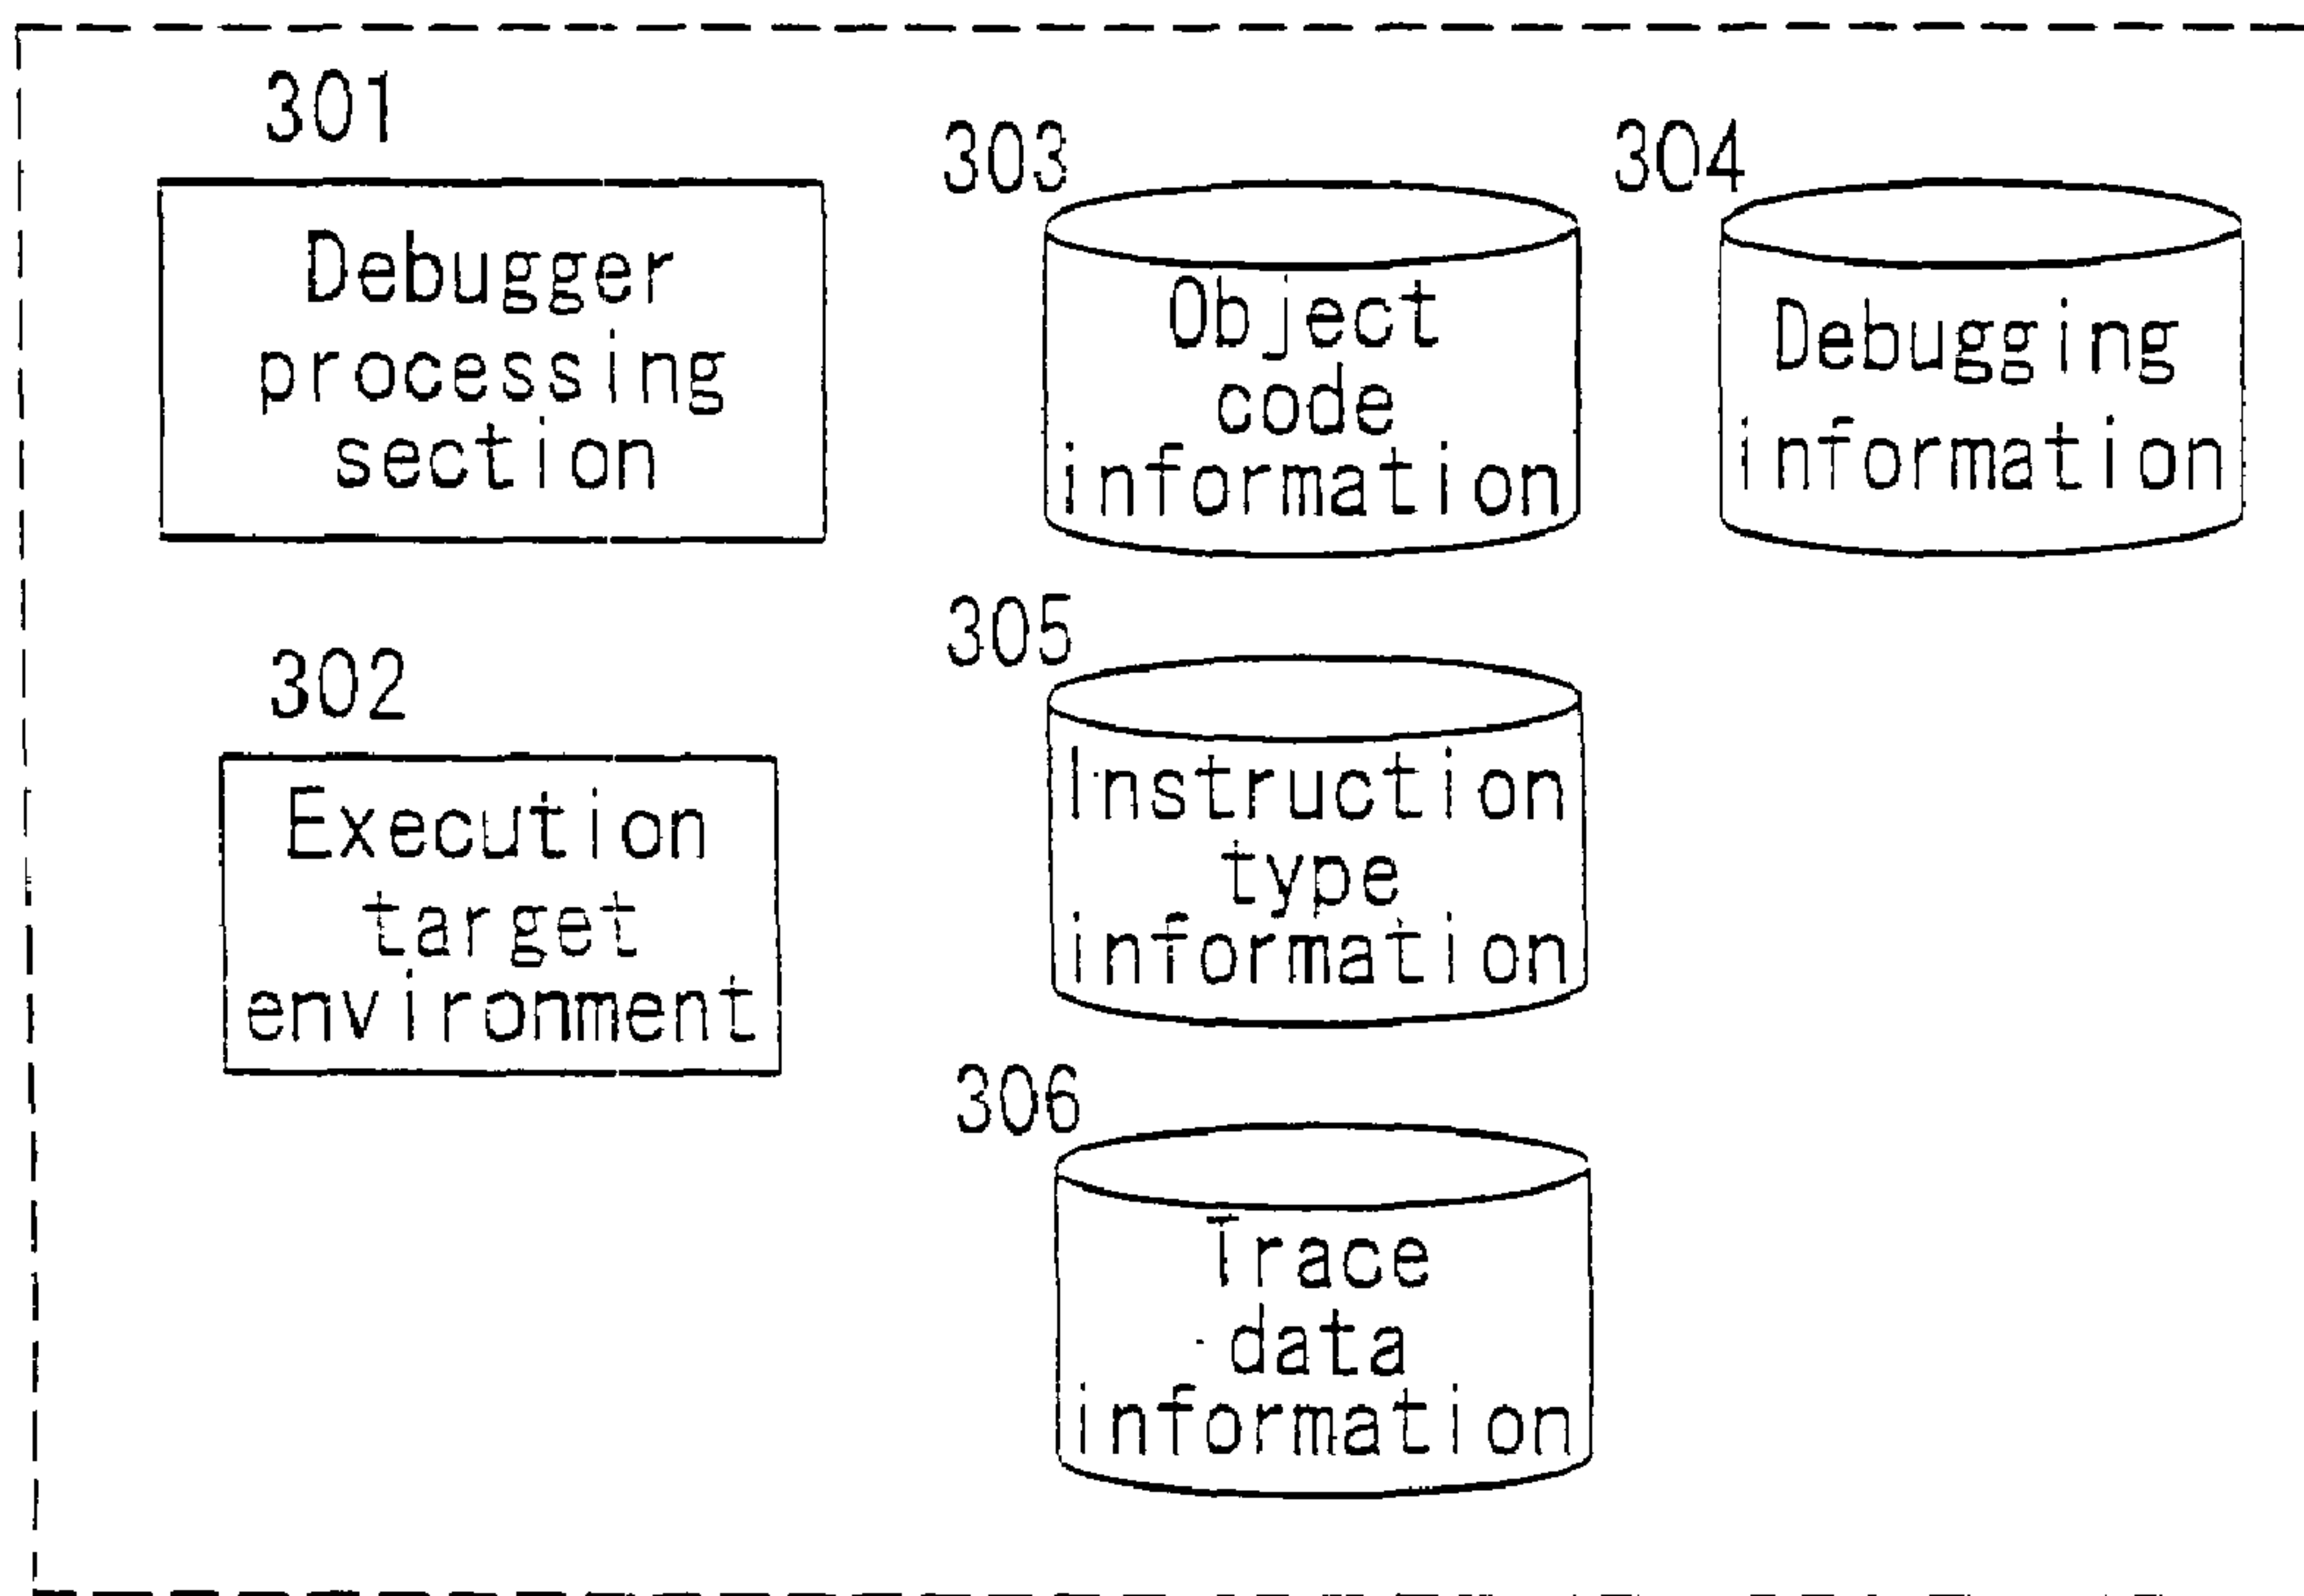 301
Debugger
processing
section
302
Execution
target
environment
303
Object
code
information
304
Debugging
information
305
Instruction
type
information
306
Trace
data
information